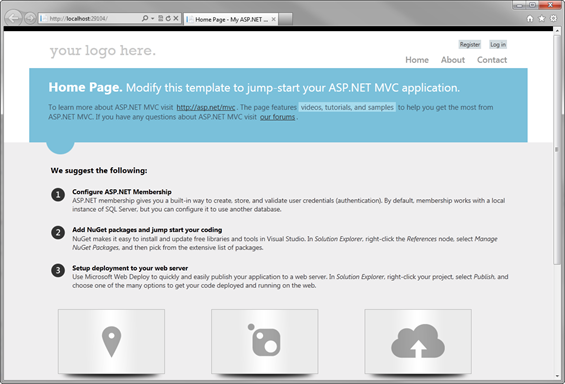 http://localhost:29104/
Home Page - My ASP.NET ...
your logo here.
Register Log in
Home About Contact
Home Page. Modify this template to jump-start your ASP.NET MVC application.
To learn more about ASP.NET MVC visit http://asp.net/mvc . The page features videos, tutorials, and samples to help you get the most from
ASP.NET MVC. If you have any questions about ASP.NET MVC visit our forums .
We suggest the following:
1 Configure ASP.NET Membership
ASP.NET membership gives you a built-in way to create, store, and validate user credentials (authentication). By default, membership works with a local
instance of SQL Server, but you can configure it to use another database.
2 Add NuGet packages and jump start your coding
NuGet makes it easy to install and update free libraries and tools in Visual Studio. In Solution Explorer, right-click the References node, select Manage
NuGet Packages, and then pick from the extensive list of packages.
3 Setup deployment to your web server
Use Microsoft Web Deploy to quickly and easily publish your application to a web server. In Solution Explorer, right-click your project, select Publish, and
choose one of the many options to get your code deployed and running on the web.